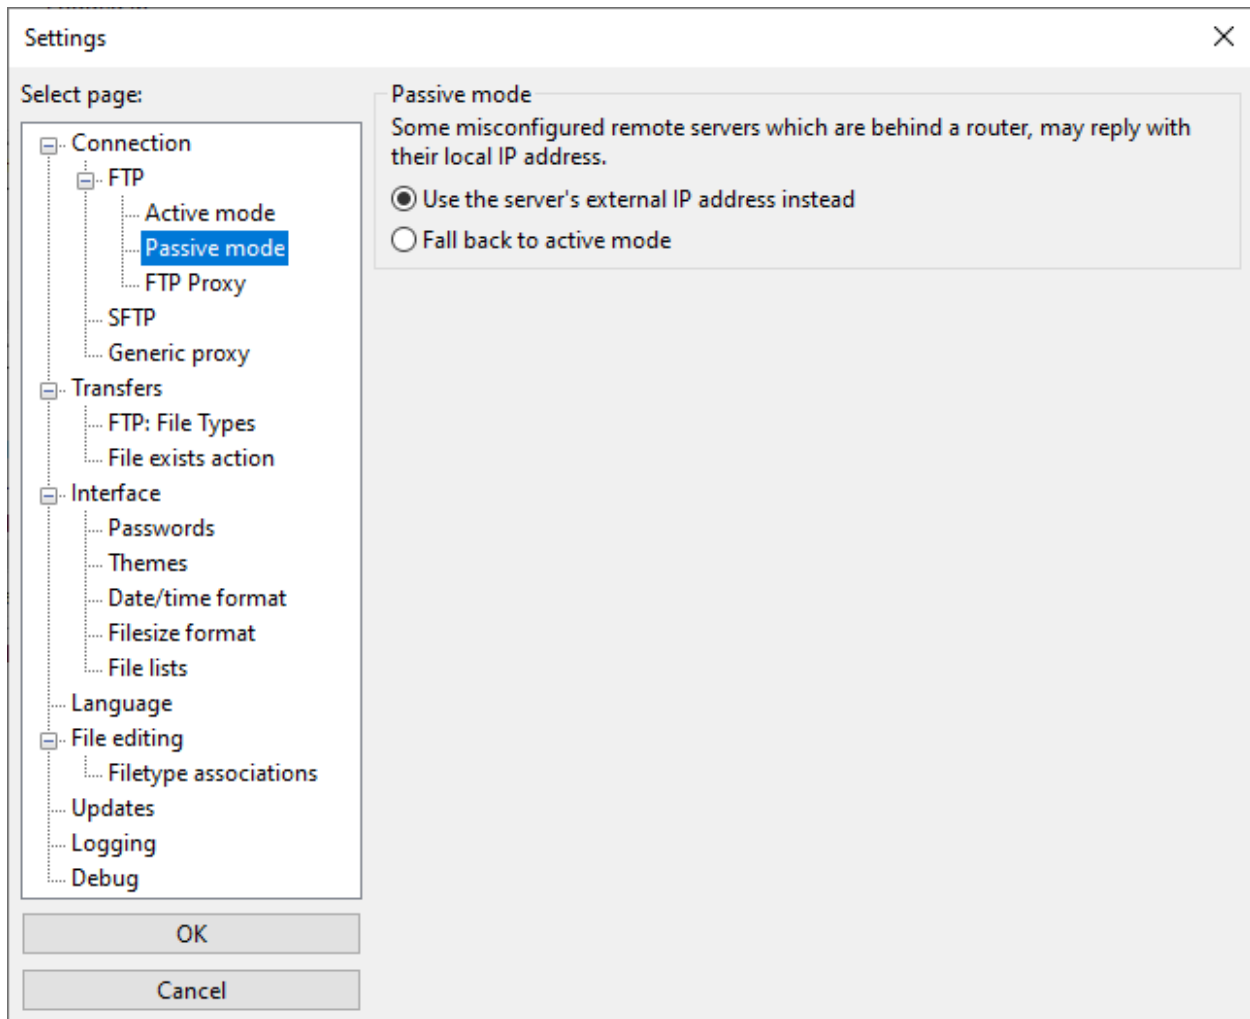 Settings
Select page:
Connection
FTP
Active mode
Passive mode
FTP Proxy
SFTP
Generic proxy
Transfers
FTP: File Types
File exists action
Interface
Passwords
Themes
Date/time format
Filesize format
File lists
Language
File editing
Filetype associations
Updates
Logging
Debug
OK
Cancel
Passive mode
Some misconfigured remote servers which are behind a router, may reply with
their local IP address.
Use the server's external IP address instead
Fall back to active mode